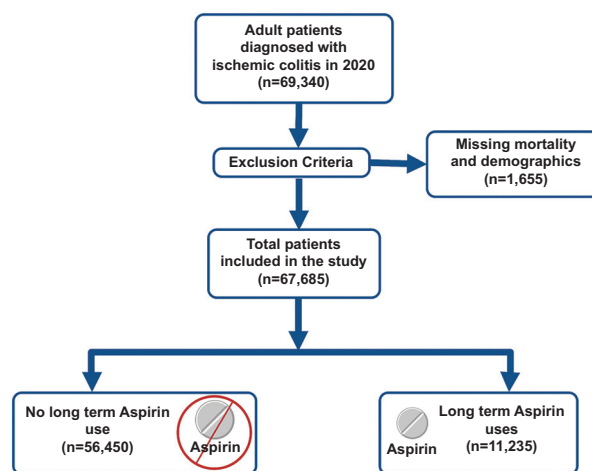 Adult patients
diagnosed with
ischemic colitis in 2020
(n=69,340)
Exclusion Criteria
Missing mortality
and demographics
(n=1,655)
Total patients
included in the study
(n=67,685)
No long term Aspirin
use
(n=56,450)
Aspirin
Aspirin
Long term Aspirin
uses
(n=11,235)